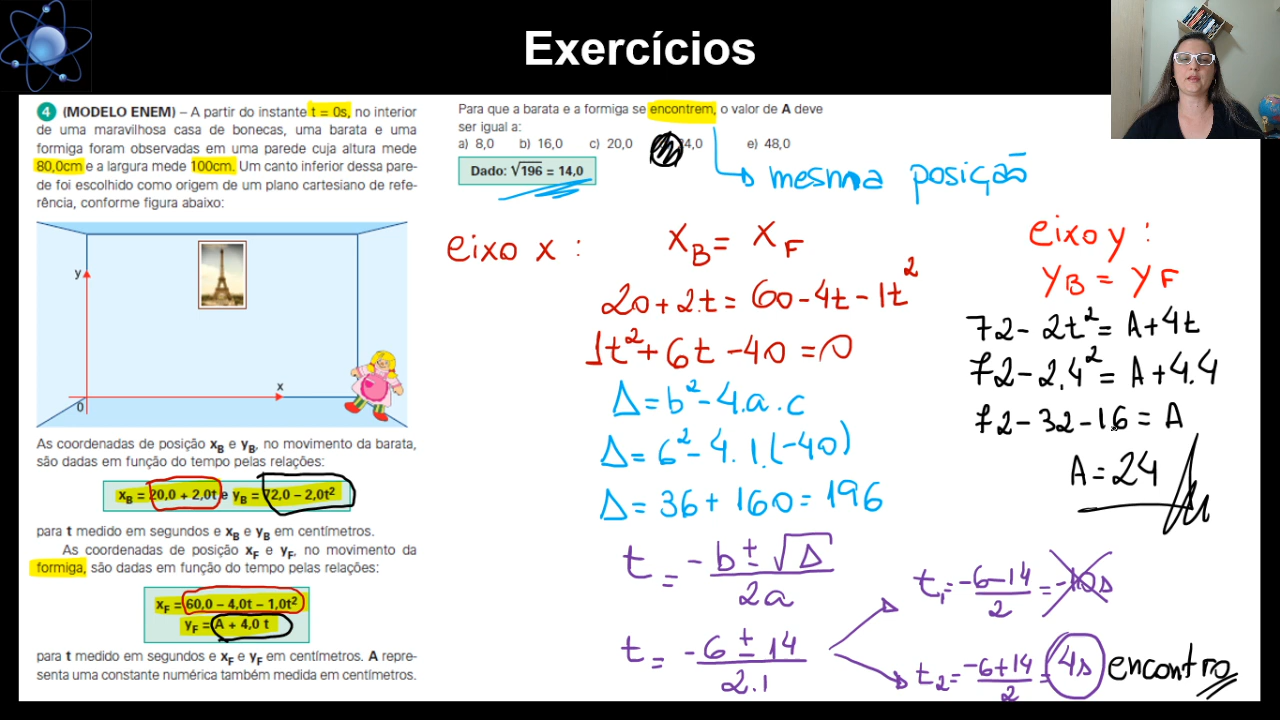 Exercícios
4 (MODELO ENEM) – A partir do instante t = 0s, no interior
de uma maravilhosa casa de bonecas, uma barata e uma
formiga foram observadas em uma parede cuja altura mede
80,0cm e a largura mede 100cm. Um canto inferior dessa pare-
de foi escolhido como origem de um plano cartesiano de refe-
rência, conforme figura abaixo:
y
x
0
As coordenadas de posição xB e yB, no movimento da barata,
são dadas em função do tempo pelas relações:
xB = 20,0 + 2,0t e yB = 72,0 – 2,0t²
para t medido em segundos e xB e yB em centímetros.
As coordenadas de posição xF e yF, no movimento da
formiga, são dadas em função do tempo pelas relações:
xF = 60,0 – 4,0t – 1,0t²
yF = A + 4,0 t
para t medido em segundos e xF e yF em centímetros. A repre-
senta uma constante numérica também medida em centímetros.
Para que a barata e a formiga se encontrem, o valor de A deve
ser igual a:
a) 8,0 b) 16,0 c) 20,0 4,0 e) 48,0
Dado: √196 = 14,0
mesma posição
eixo x :
xB = xF
20 + 2.t = 60 - 4t - 1t²
1t² + 6t - 40 = 0
Δ = b² - 4.a.c
Δ = 6² - 4.1.(-40)
Δ = 36 + 160 = 196
t = -b ± √Δ / 2a
t = -6 ± 14 / 2.1
t1 = -6-14 / 2 = -10s
t2 = -6+14 / 2 = 4s encontro
eixo y :
yB = yF
72 - 2t² = A + 4t
72 - 2.4² = A + 4.4
72 - 32 - 16 = A
A = 24